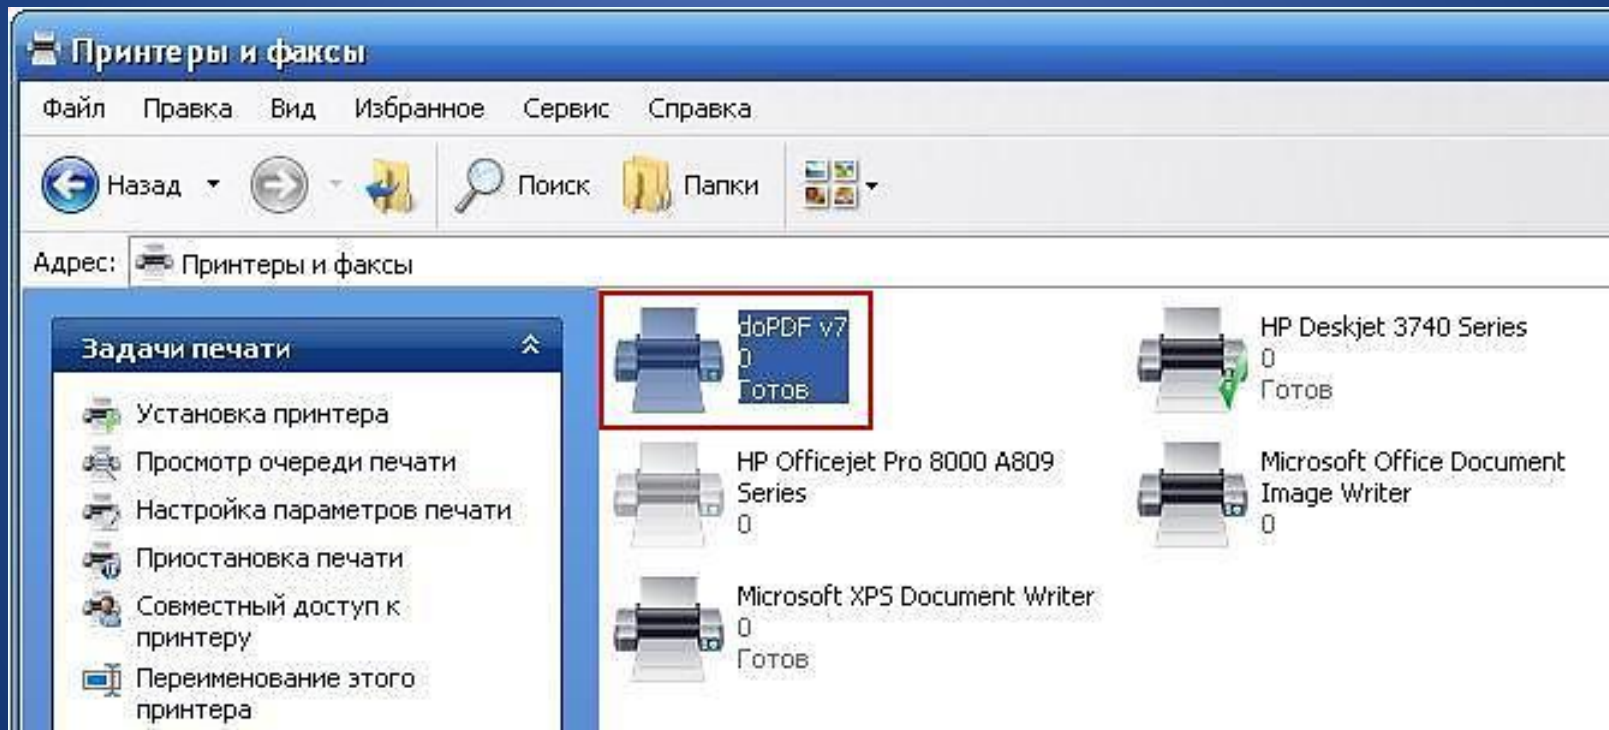 Принтеры и факсы
Файл Правка Вид Избранное Сервис Справка
Назад Поиск Папки
Адрес: Принтеры и факсы
Задачи печати
Установка принтера
Просмотр очереди печати
Настройка параметров печати
Приостановка печати
Совместный доступ к
принтеру
Переименование этого
принтера
doPDF v7
0
Готов
HP Deskjet 3740 Series
0
Готов
HP Officejet Pro 8000 A809
Series
0
Microsoft Office Document
Image Writer
0
Microsoft XPS Document Writer
0
Готов